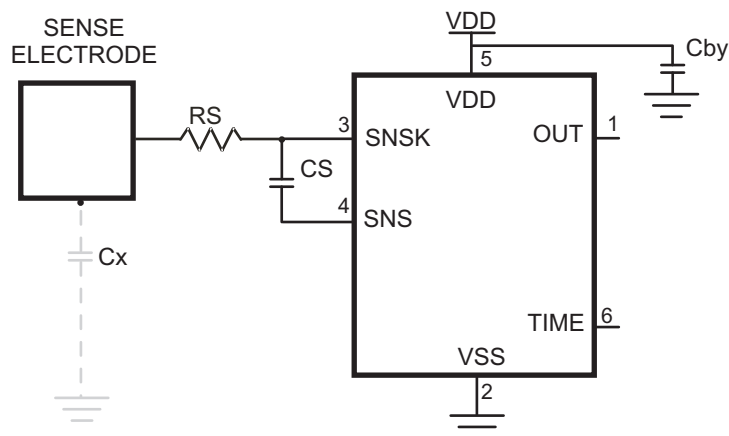 SENSE
ELECTRODE
VDD
Cby
5
VDD
RS
3
SNSK
OUT
1
CS
4
SNS
Cx
TIME
6
VSS
2